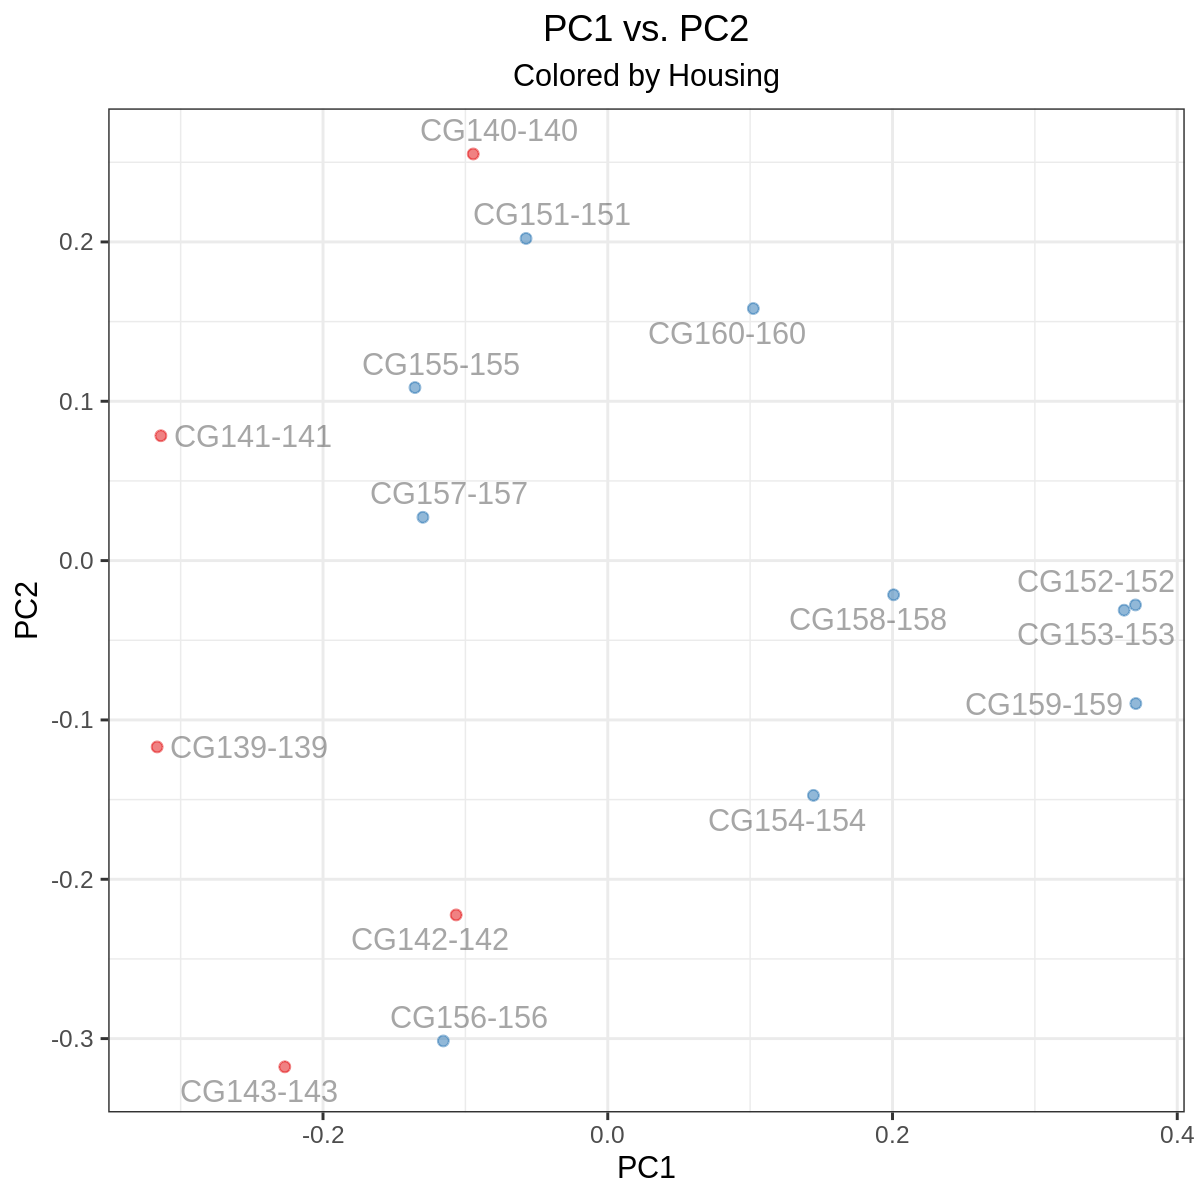 PC1 vs. PC2
Colored by Housing
CG140-140
CG151-151
0.2
CG160-160
CG155-155
0.1
CG141-141
CG157-157
0.0
CG152-152
CG158-158
CG153-153
PC2
CG159-159
-0.1
CG139-139
CG154-154
-0.2
CG142-142
CG156-156
-0.3
CG143-143
-0.2 0.0 0.2 0.4
PC1